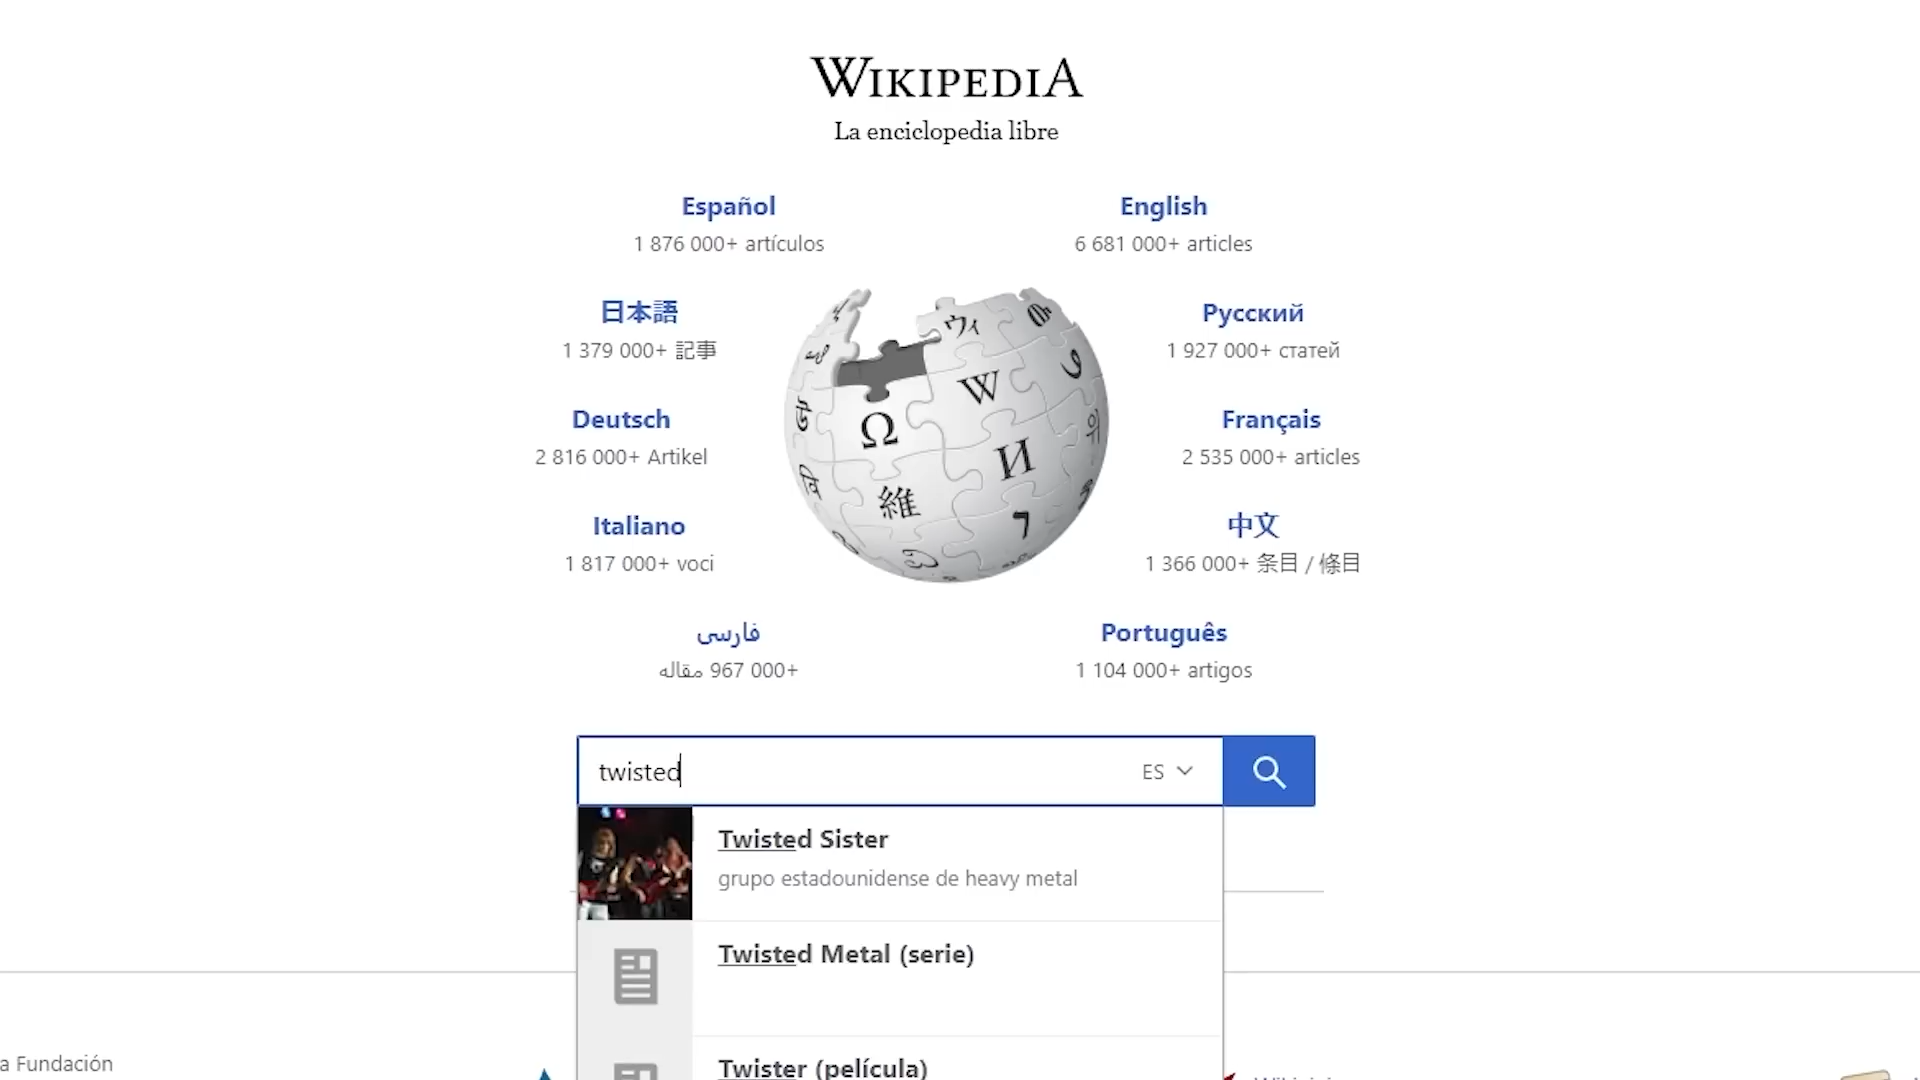 WIKIPEDIA
La enciclopedia libre
Español
1 876 000+ artículos
English
6 681 000+ articles
日本語
1 379 000+ 記事
Русский
1 927 000+ статей
Deutsch
2 816 000+ Artikel
Français
2 535 000+ articles
Italiano
1 817 000+ voci
中文
1 366 000+ 条目 / 條目
فارسی
967 000+ مقاله
Português
1 104 000+ artigos
Ω
W
И
維
ウィ
twisted
ES
Twisted Sister
grupo estadounidense de heavy metal
Twisted Metal (serie)
Twister (película)
a Fundación